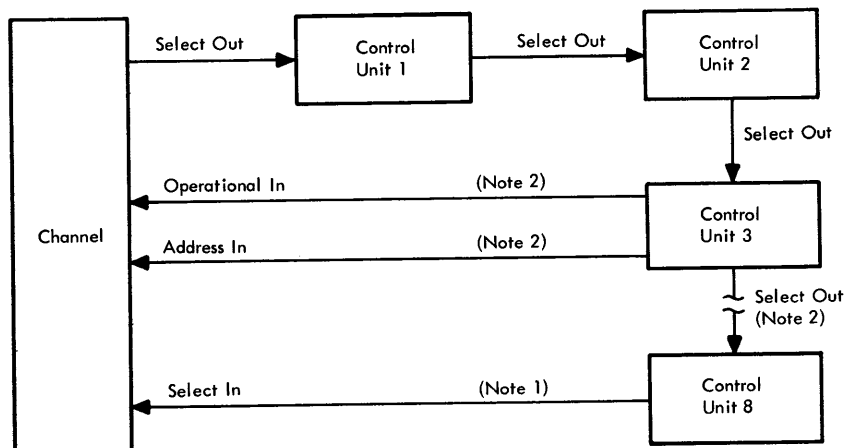 Select Out
Control
Unit 1
Select Out
Control
Unit 2
Select Out
Operational In
(Note 2)
Control
Unit 3
Channel
Address In
(Note 2)
Select Out
(Note 2)
Select In
(Note 1)
Control
Unit 8